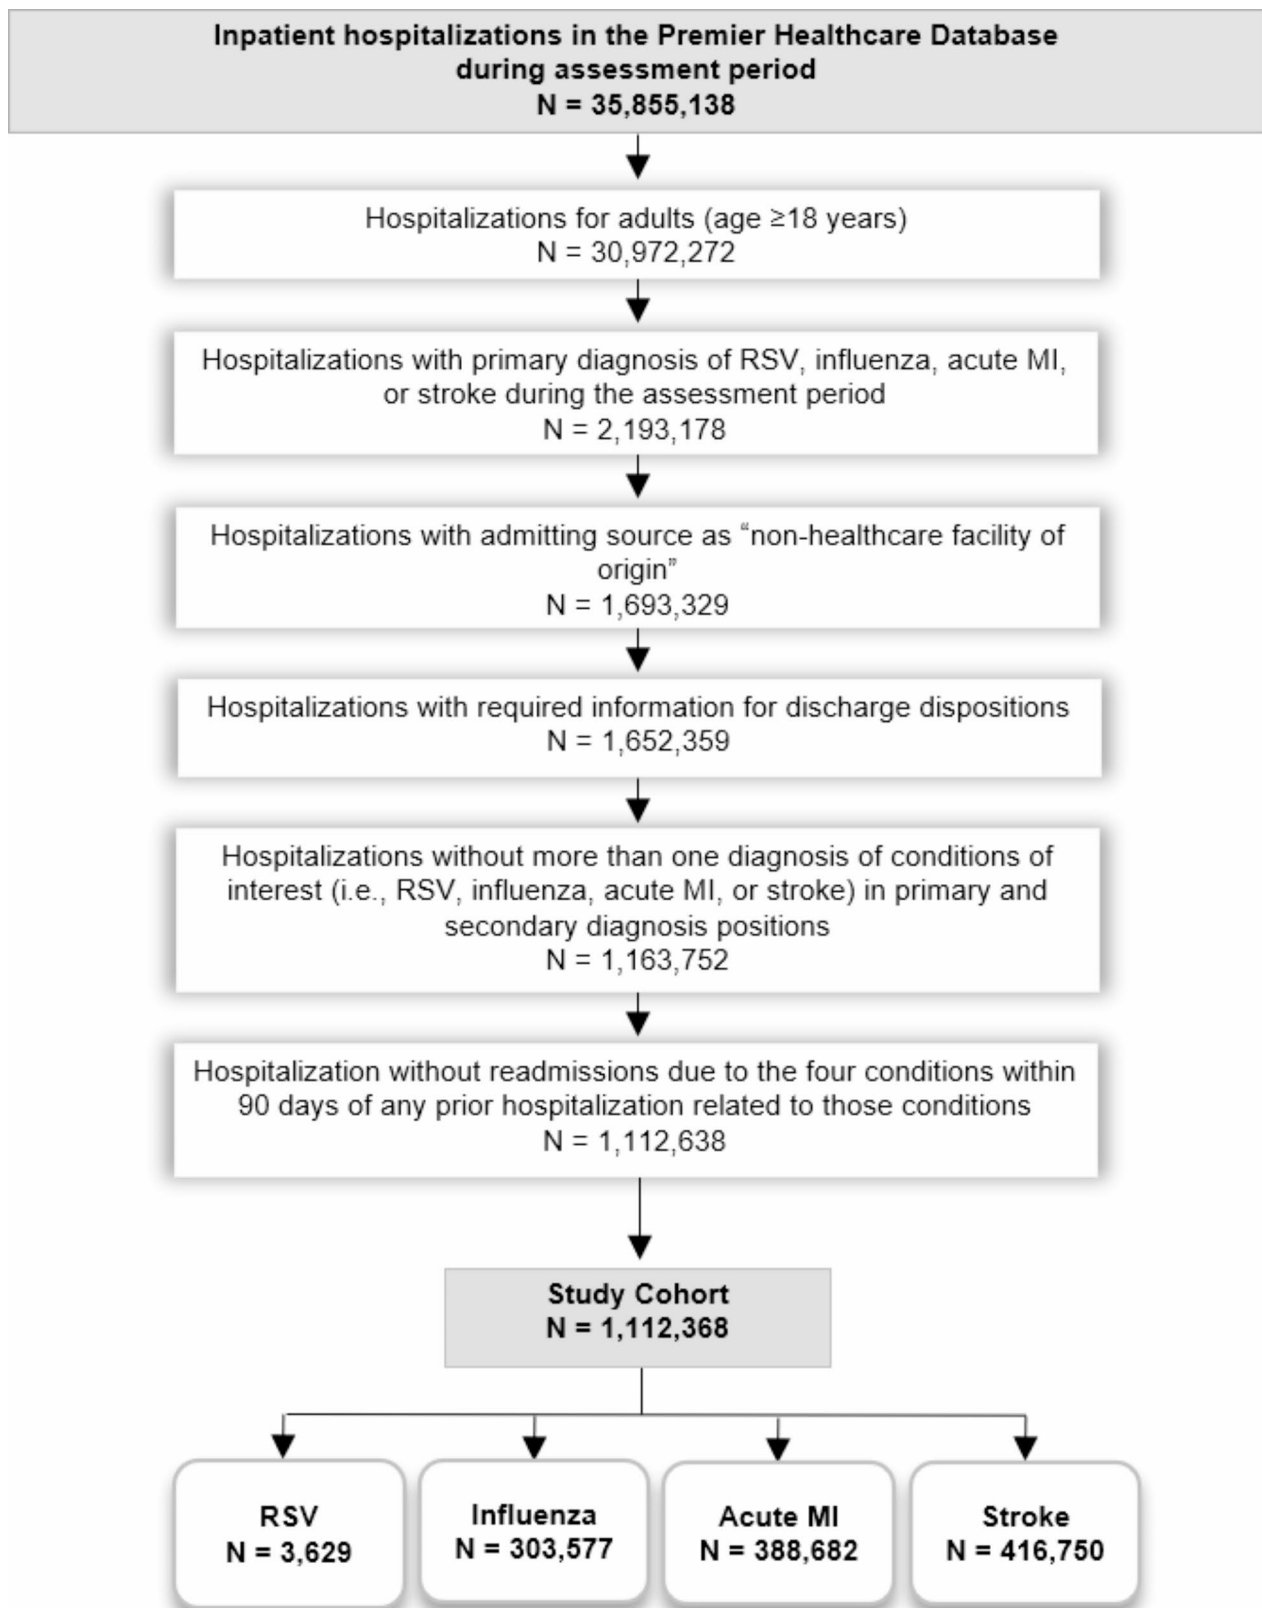 Inpatient hospitalizations in the Premier Healthcare Database
during assessment period
N = 35,855,138
Hospitalizations for adults (age ≥18 years)
N = 30,972,272
Hospitalizations with primary diagnosis of RSV, influenza, acute MI,
or stroke during the assessment period
N = 2,193,178
Hospitalizations with admitting source as “non-healthcare facility of
origin”
N = 1,693,329
Hospitalizations with required information for discharge dispositions
N = 1,652,359
Hospitalizations without more than one diagnosis of conditions of
interest (i.e., RSV, influenza, acute MI, or stroke) in primary and
secondary diagnosis positions
N = 1,163,752
Hospitalization without readmissions due to the four conditions within
90 days of any prior hospitalization related to those conditions
N = 1,112,638
Study Cohort
N = 1,112,368
RSV
N = 3,629
Influenza
N = 303,577
Acute MI
N = 388,682
Stroke
N = 416,750